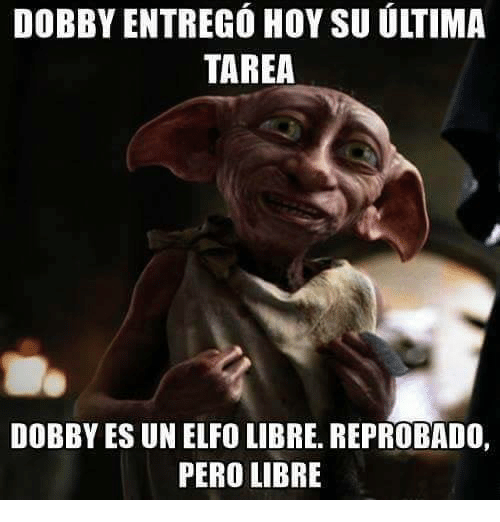 DOBBY ENTREGÓ HOY SU ÚLTIMA
TAREA
DOBBY ES UN ELFO LIBRE. REPROBADO,
PERO LIBRE